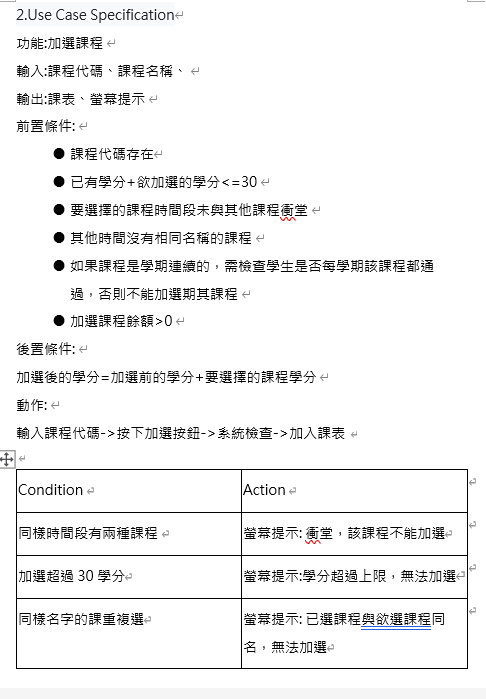 2.Use Case Specification
功能:加選課程
輸入:課程代碼、課程名稱、
輸出:課表、螢幕提示
前置條件:
● 課程代碼存在
● 已有學分+欲加選的學分<=30
● 要選擇的課程時間段未與其他課程衝堂
● 其他時間沒有相同名稱的課程
● 如果課程是學期連續的，需檢查學生是否每學期該課程都通
過，否則不能加選期其課程
● 加選課程餘額>0
後置條件:
加選後的學分=加選前的學分+要選擇的課程學分
動作:
輸入課程代碼->按下加選按鈕->系統檢查->加入課表
Condition
Action
同樣時間段有兩種課程
螢幕提示: 衝堂，該課程不能加選
加選超過 30 學分
螢幕提示:學分超過上限，無法加選
同樣名字的課重複選
螢幕提示: 已選課程與欲選課程同
名，無法加選